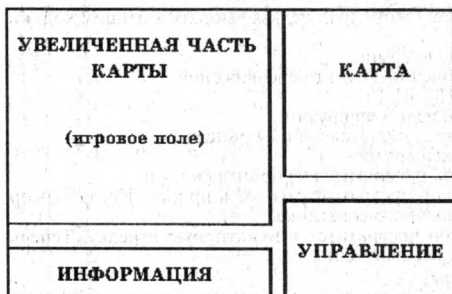 УВЕЛИЧЕННАЯ ЧАСТЬ
КАРТЫ
(игровое поле)
КАРТА
ИНФОРМАЦИЯ
УПРАВЛЕНИЕ